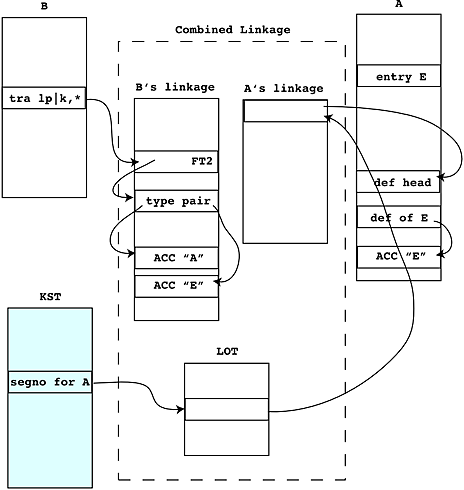 B
A
Combined Linkage
B's linkage
A's linkage
entry E
tra lp|k,*
FT2
def head
type pair
def of E
ACC "A"
ACC "E"
ACC "E"
KST
LOT
segno for A